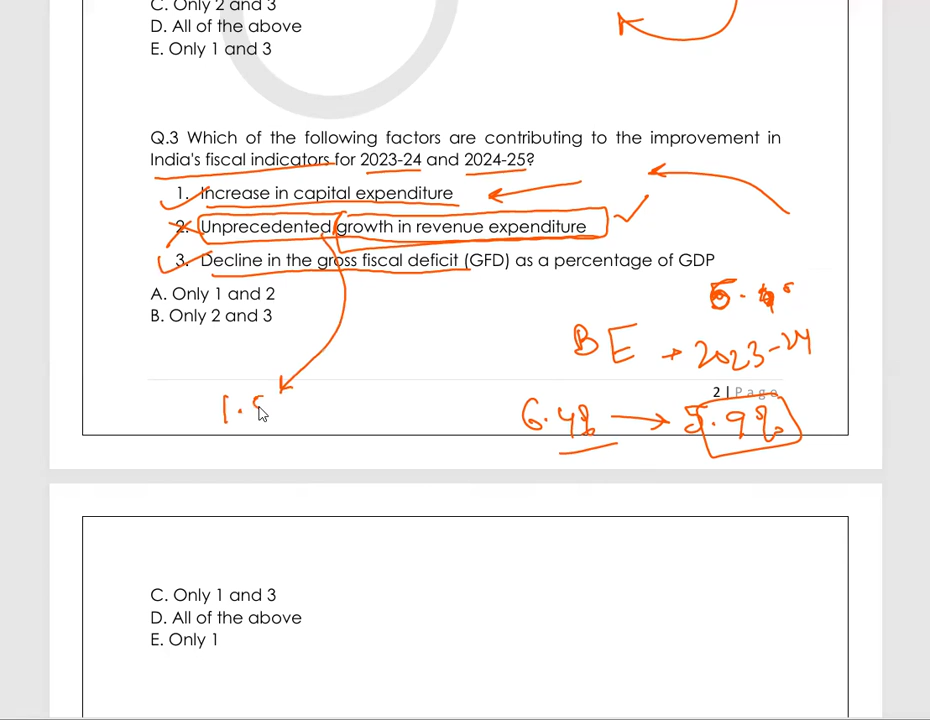 C. Only 2 and 3
D. All of the above
E. Only 1 and 3
Q.3 Which of the following factors are contributing to the improvement in
India's fiscal indicators for 2023-24 and 2024-25?
1. Increase in capital expenditure
2. Unprecedented growth in revenue expenditure
3. Decline in the gross fiscal deficit (GFD) as a percentage of GDP
A. Only 1 and 2
B. Only 2 and 3
BE → 2023-24
2 | Page
6.4% → 5.9%
C. Only 1 and 3
D. All of the above
E. Only 1